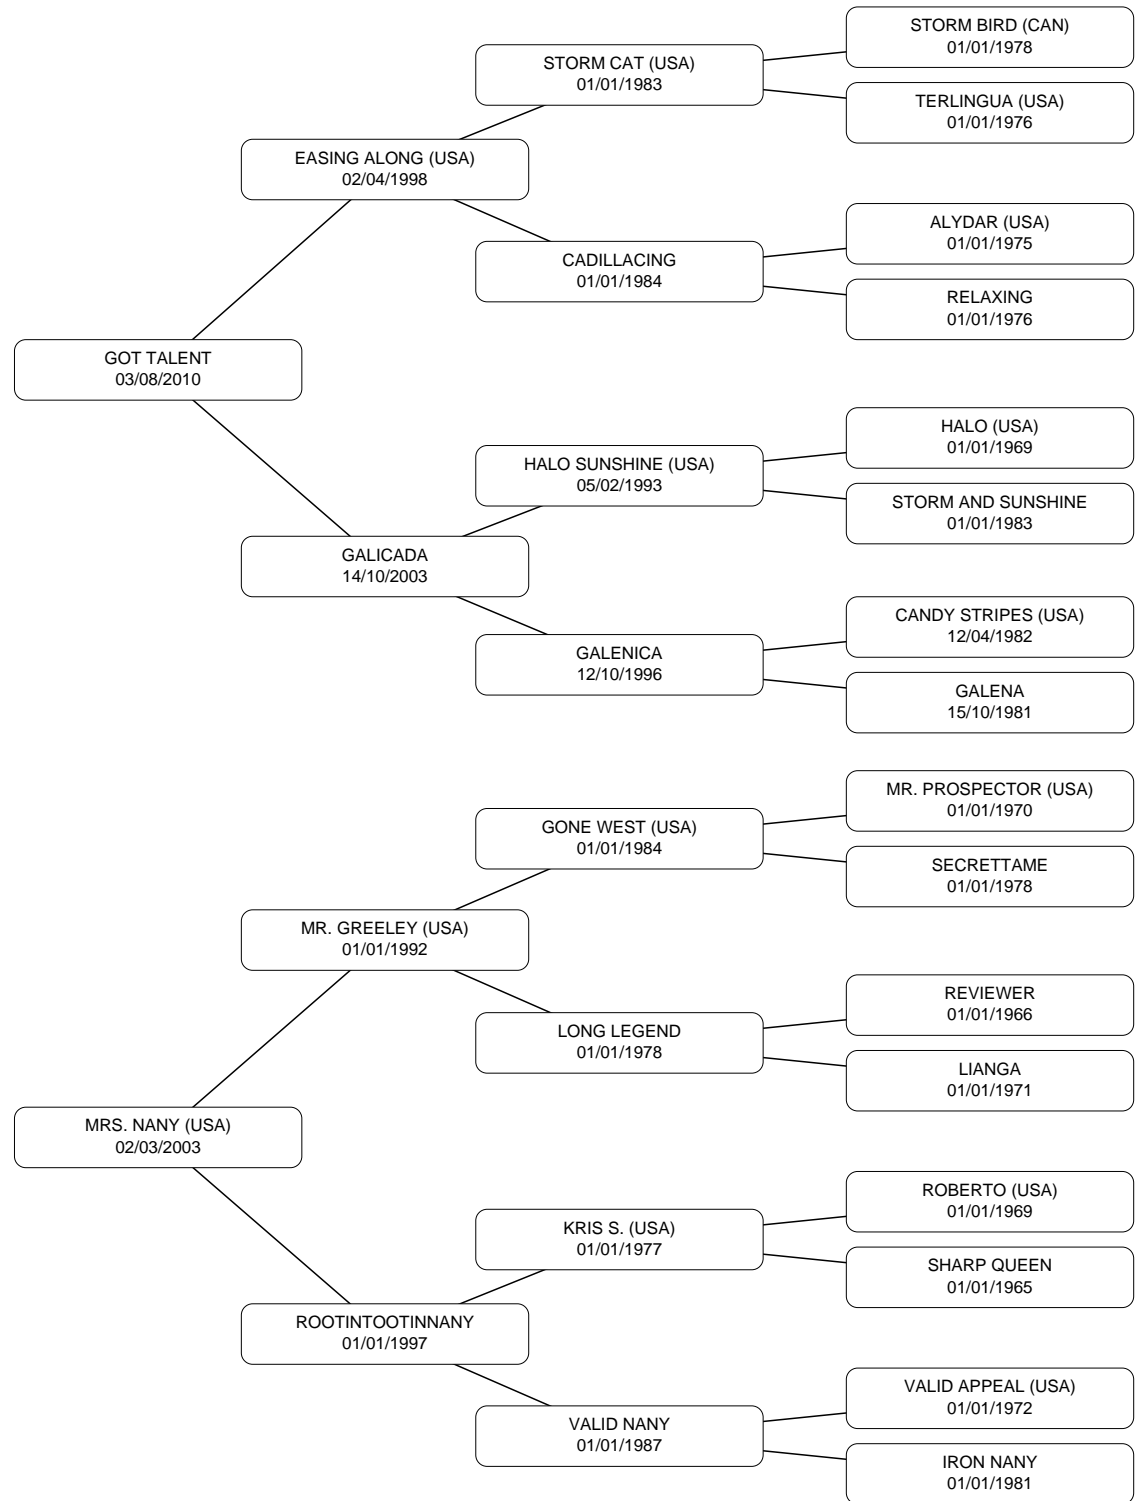 STORM BIRD (CAN)
01/01/1978
STORM CAT (USA)
01/01/1983
TERLINGUA (USA)
01/01/1976
EASING ALONG (USA)
02/04/1998
ALYDAR (USA)
01/01/1975
CADILLACING
01/01/1984
RELAXING
01/01/1976
GOT TALENT
03/08/2010
HALO (USA)
01/01/1969
HALO SUNSHINE (USA)
05/02/1993
STORM AND SUNSHINE
01/01/1983
GALICADA
14/10/2003
CANDY STRIPES (USA)
12/04/1982
GALENICA
12/10/1996
GALENA
15/10/1981
MR. PROSPECTOR (USA)
01/01/1970
GONE WEST (USA)
01/01/1984
SECRETTAME
01/01/1978
MR. GREELEY (USA)
01/01/1992
REVIEWER
01/01/1966
LONG LEGEND
01/01/1978
LIANGA
01/01/1971
MRS. NANY (USA)
02/03/2003
ROBERTO (USA)
01/01/1969
KRIS S. (USA)
01/01/1977
SHARP QUEEN
01/01/1965
ROOTINTOOTINNANY
01/01/1997
VALID APPEAL (USA)
01/01/1972
VALID NANY
01/01/1987
IRON NANY
01/01/1981